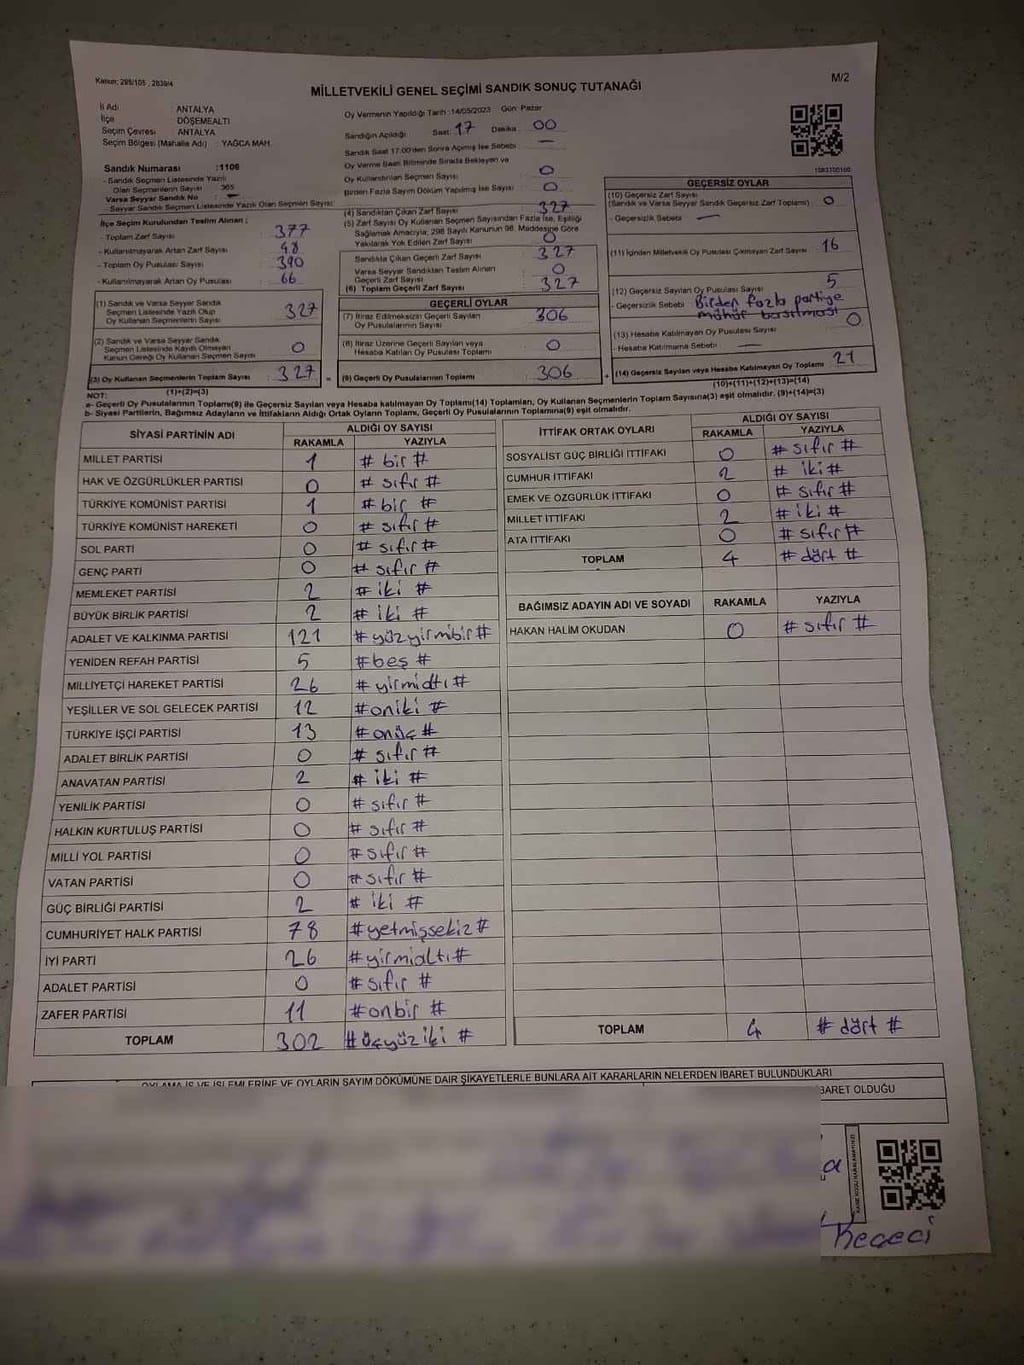 Kanun: 298/105 , 2839/4
MİLLETVEKİLİ GENEL SEÇİMİ SANDIK SONUÇ TUTANAĞI
M/2
İl Adı : ANTALYA
İlçe : DÖŞEMEALTI
Seçim Çevresi : ANTALYA
Seçim Bölgesi (Mahalle Adı) : YAĞCA MAH.
Sandık Numarası :1106
- Sandık Seçmen Listesinde Yazılı
Olan Seçmenlerin Sayısı 365
Varsa Seyyar Sandık No : —
- Seyyar Sandık Seçmen Listesinde Yazılı Olan Seçmen Sayısı:
İlçe Seçim Kurulundan Teslim Alınan ;
- Toplam Zarf Sayısı : 377
- Kullanılmayarak Artan Zarf Sayısı : 48
- Toplam Oy Pusulası Sayısı : 390
- Kullanılmayarak Artan Oy Pusulası : 66
(1) Sandık ve Varsa Seyyar Sandık
Seçmen Listesinde Yazılı Olup
Oy Kullanan Seçmenlerin Sayısı : 327
(2) Sandık ve Varsa Seyyar Sandık
Seçmen Listesinde Kayıtlı Olmayan
Kanun Gereği Oy Kullanan Seçmen Sayısı : 0
(3) Oy Kullanan Seçmenlerin Toplam Sayısı : 327
(1)+(2)=(3)
Oy Vermenin Yapıldığı Tarih :14/05/2023 Gün: Pazar
Sandığın Açıldığı Saat: 17 Dakika : 00
Sandık Saat 17:00'den Sonra Açılmış İse Sebebi : —
Oy Verme Saati Bitiminde Sırada Bekleyen ve
Oy Kullandırılan Seçmen Sayısı : 0
Birden Fazla Sayım Döküm Yapılmış İse Sayısı : 0
(4) Sandıktan Çıkan Zarf Sayısı : 327
(5) Zarf Sayısı Oy Kullanan Seçmen Sayısından Fazla İse, Eşitliği
Sağlamak Amacıyla, 298 Sayılı Kanunun 98. Maddesine Göre
Yakılarak Yok Edilen Zarf Sayısı : 0
Sandıkta Çıkan Geçerli Zarf Sayısı : 327
Varsa Seyyar Sandıktan Teslim Alınan
Geçerli Zarf Sayısı : 0
(6) Toplam Geçerli Zarf Sayısı : 327
GEÇERLİ OYLAR
(7) İtiraz Edilmeksizin Geçerli Sayılan
Oy Pusulalarının Sayısı : 306
(8) İtiraz Üzerine Geçerli Sayılan veya
Hesaba Katılan Oy Pusulası Toplamı : 0
(9) Geçerli Oy Pusulalarının Toplamı : 306
GEÇERSİZ OYLAR
(10) Geçersiz Zarf Sayısı
(Sandık ve Varsa Seyyar Sandık Geçersiz Zarf Toplamı) : 0
- Geçersizlik Sebebi : —
(11) İçinden Milletvekili Oy Pusulası Çıkmayan Zarf Sayısı : 16
(12) Geçersiz Sayılan Oy Pusulası Sayısı : 5
- Geçersizlik Sebebi : Birden fazla partiye
mühür basılması
(13) Hesaba Katılmayan Oy Pusulası Sayısı : 0
- Hesaba Katılmama Sebebi : —
(14) Geçersiz Sayılan veya Hesaba Katılmayan Oy Toplamı : 21
(10)+(11)+(12)+(13)=(14)
NOT:
a- Geçerli Oy Pusulalarının Toplamı(9) ile Geçersiz Sayılan veya Hesaba katılmayan Oy Toplamı(14) Toplamları, Oy Kullanan Seçmenlerin Toplam Sayısına(3) eşit olmalıdır. (9)+(14)=(3)
b- Siyasi Partilerin, Bağımsız Adayların ve İttifakların Aldığı Ortak Oyların Toplamı, Geçerli Oy Pusulalarının Toplamına(9) eşit olmalıdır.
SİYASİ PARTİNİN ADI ALDIĞI OY SAYISI
RAKAMLA YAZIYLA
MİLLET PARTİSİ 1 # bir #
HAK VE ÖZGÜRLÜKLER PARTİSİ 0 # sıfır #
TÜRKİYE KOMÜNİST PARTİSİ 1 # bir #
TÜRKİYE KOMÜNİST HAREKETİ 0 # sıfır #
SOL PARTİ 0 # sıfır #
GENÇ PARTİ 0 # sıfır #
MEMLEKET PARTİSİ 2 # iki #
BÜYÜK BİRLİK PARTİSİ 2 # iki #
ADALET VE KALKINMA PARTİSİ 121 #yüzyirmibir#
YENİDEN REFAH PARTİSİ 5 #beş #
MİLLİYETÇİ HAREKET PARTİSİ 26 # yirmialtı #
YEŞİLLER VE SOL GELECEK PARTİSİ 12 #oniki #
TÜRKİYE İŞÇİ PARTİSİ 13 #onüç #
ADALET BİRLİK PARTİSİ 0 # sıfır #
ANAVATAN PARTİSİ 2 # iki #
YENİLİK PARTİSİ 0 # sıfır #
HALKIN KURTULUŞ PARTİSİ 0 # sıfır #
MİLLİ YOL PARTİSİ 0 #sıfır #
VATAN PARTİSİ 0 #sıfır #
GÜÇ BİRLİĞİ PARTİSİ 2 # iki #
CUMHURİYET HALK PARTİSİ 78 #yetmişsekiz #
İYİ PARTİ 26 #yirmialtı#
ADALET PARTİSİ 0 #sıfır #
ZAFER PARTİSİ 11 #onbir #
TOPLAM 302 #üçyüziki #
İTTİFAK ORTAK OYLARI ALDIĞI OY SAYISI
RAKAMLA YAZIYLA
SOSYALİST GÜÇ BİRLİĞİ İTTİFAKI 0 # sıfır #
CUMHUR İTTİFAKI 2 # iki #
EMEK VE ÖZGÜRLÜK İTTİFAKI 0 # sıfır #
MİLLET İTTİFAKI 2 # iki #
ATA İTTİFAKI 0 # sıfır #
TOPLAM 4 # dört #
BAĞIMSIZ ADAYIN ADI VE SOYADI RAKAMLA YAZIYLA
HAKAN HALİM OKUDAN 0 # sıfır #
TOPLAM 4 # dört #
OYLAMA İŞ VE İŞLEMLERİNE VE OYLARIN SAYIM DÖKÜMÜNE DAİR ŞİKAYETLERLE BUNLARA AİT KARARLARIN NELERDEN İBARET BULUNDUKLARI
İBARET OLDUĞU